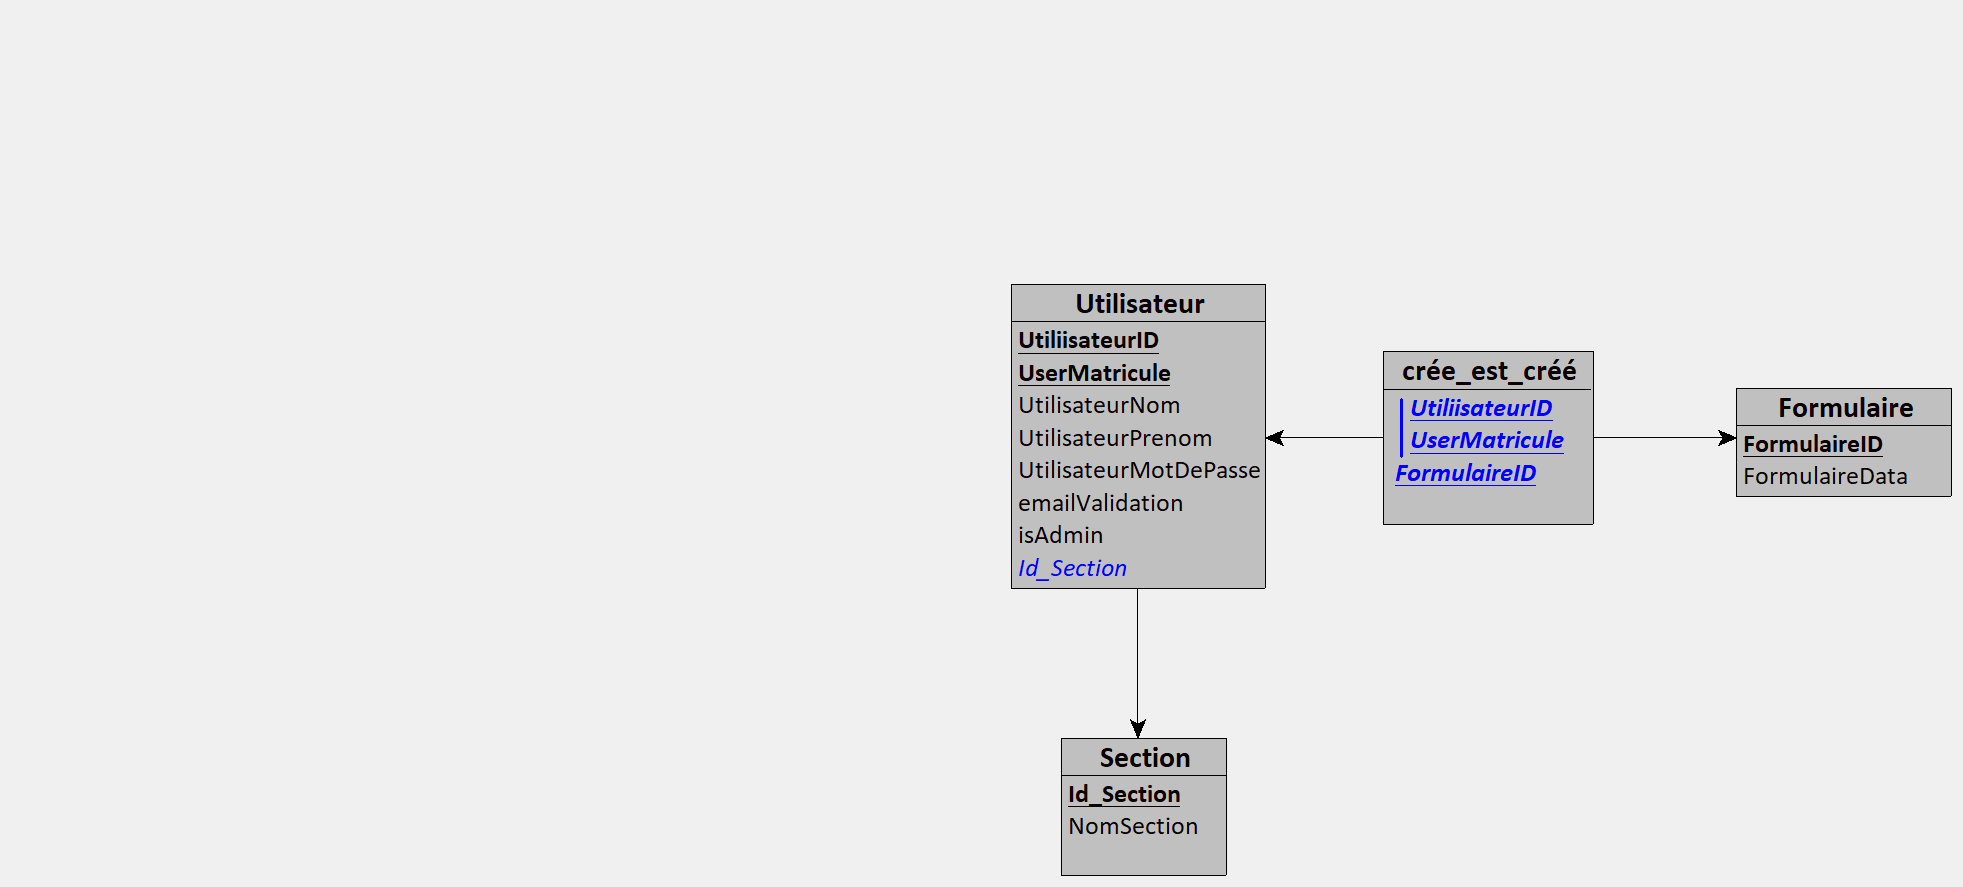 Utilisateur
UtiliisateurID
UserMatricule
UtilisateurNom
UtilisateurPrenom
UtilisateurMotDePasse
emailValidation
isAdmin
Id_Section
crée_est_créé
UtiliisateurID
UserMatricule
FormulaireID
Formulaire
FormulaireID
FormulaireData
Section
Id_Section
NomSection